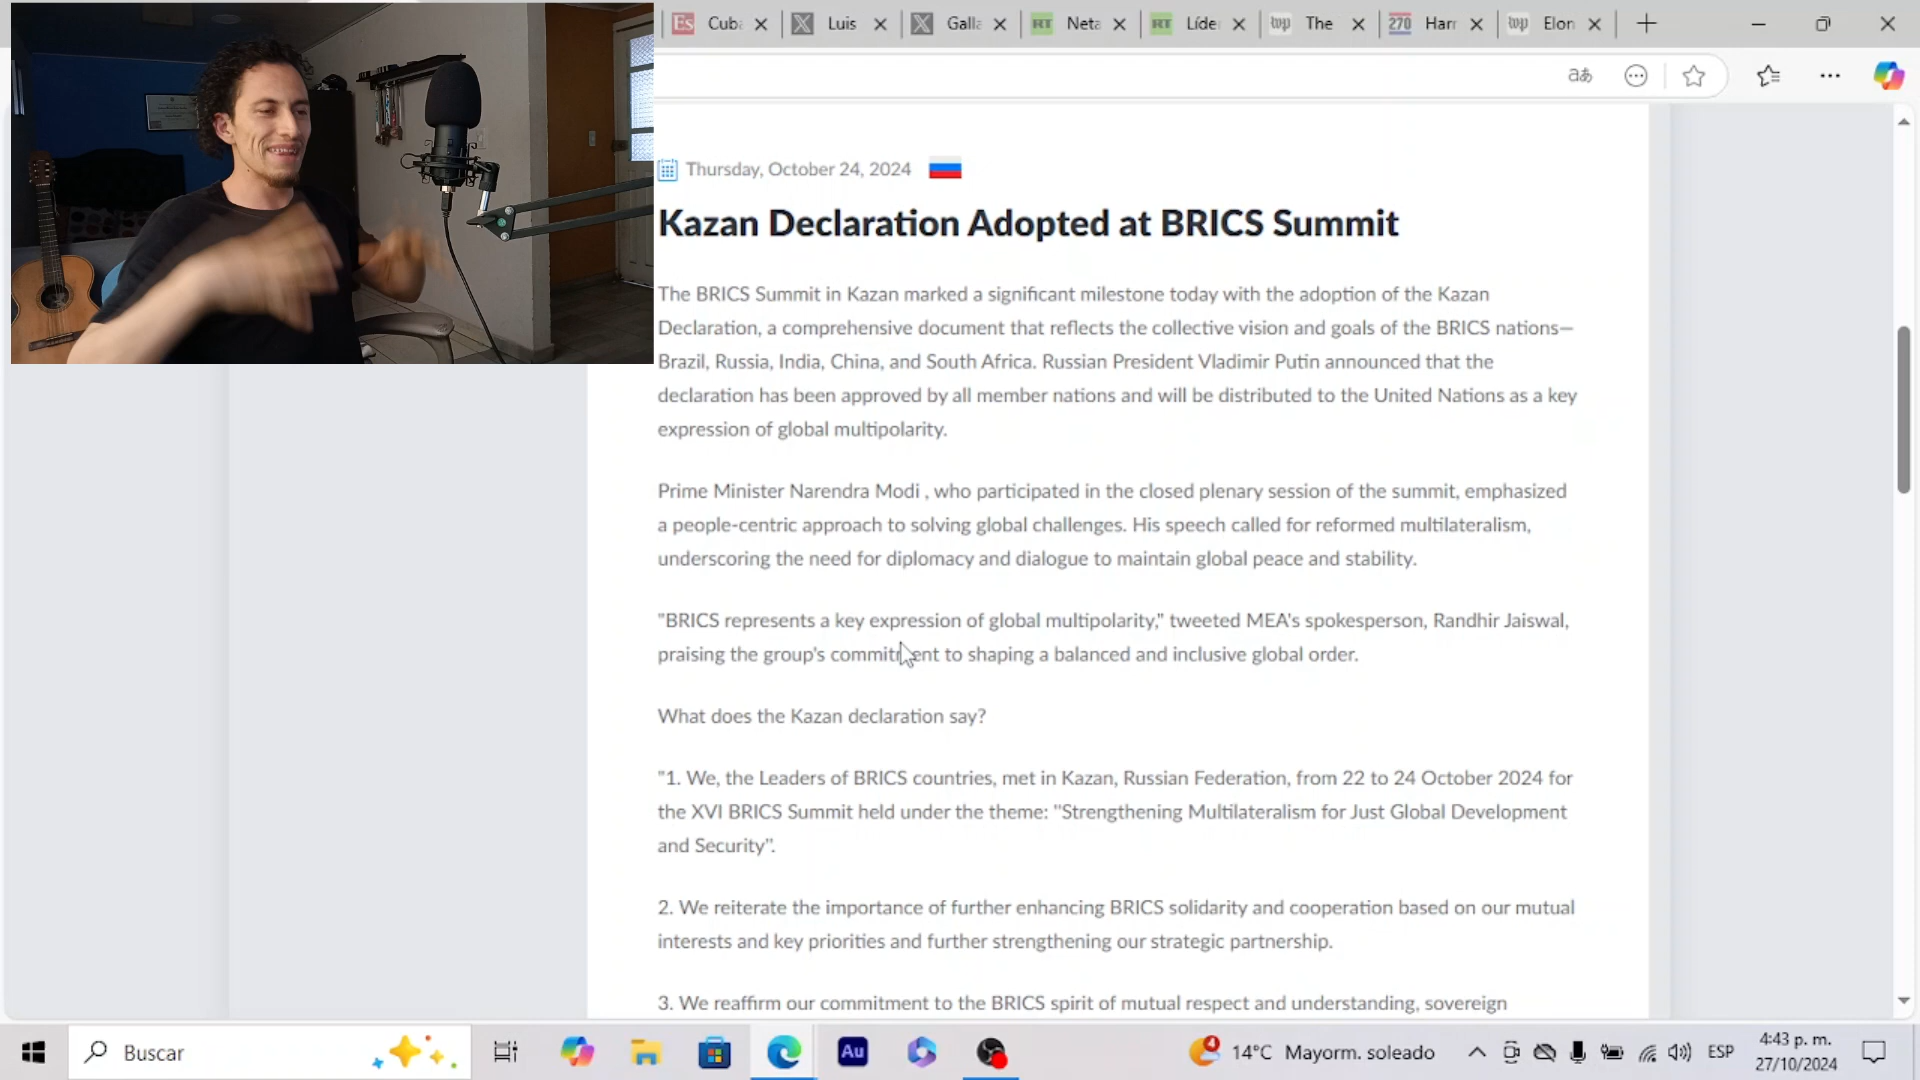 Es Cub
Luis
Galla
RT Neta
RT Líde
wp The
270 Harr
wp Elon
aあ
Thursday, October 24, 2024
Kazan Declaration Adopted at BRICS Summit
The BRICS Summit in Kazan marked a significant milestone today with the adoption of the Kazan
Declaration, a comprehensive document that reflects the collective vision and goals of the BRICS nations—
Brazil, Russia, India, China, and South Africa. Russian President Vladimir Putin announced that the
declaration has been approved by all member nations and will be distributed to the United Nations as a key
expression of global multipolarity.
Prime Minister Narendra Modi , who participated in the closed plenary session of the summit, emphasized
a people-centric approach to solving global challenges. His speech called for reformed multilateralism,
underscoring the need for diplomacy and dialogue to maintain global peace and stability.
"BRICS represents a key expression of global multipolarity," tweeted MEA's spokesperson, Randhir Jaiswal,
praising the group's commitment to shaping a balanced and inclusive global order.
What does the Kazan declaration say?
"1. We, the Leaders of BRICS countries, met in Kazan, Russian Federation, from 22 to 24 October 2024 for
the XVI BRICS Summit held under the theme: "Strengthening Multilateralism for Just Global Development
and Security".
2. We reiterate the importance of further enhancing BRICS solidarity and cooperation based on our mutual
interests and key priorities and further strengthening our strategic partnership.
3. We reaffirm our commitment to the BRICS spirit of mutual respect and understanding, sovereign
Buscar
Au
4
14°C Mayorm. soleado
ESP
4:43 p. m.
27/10/2024